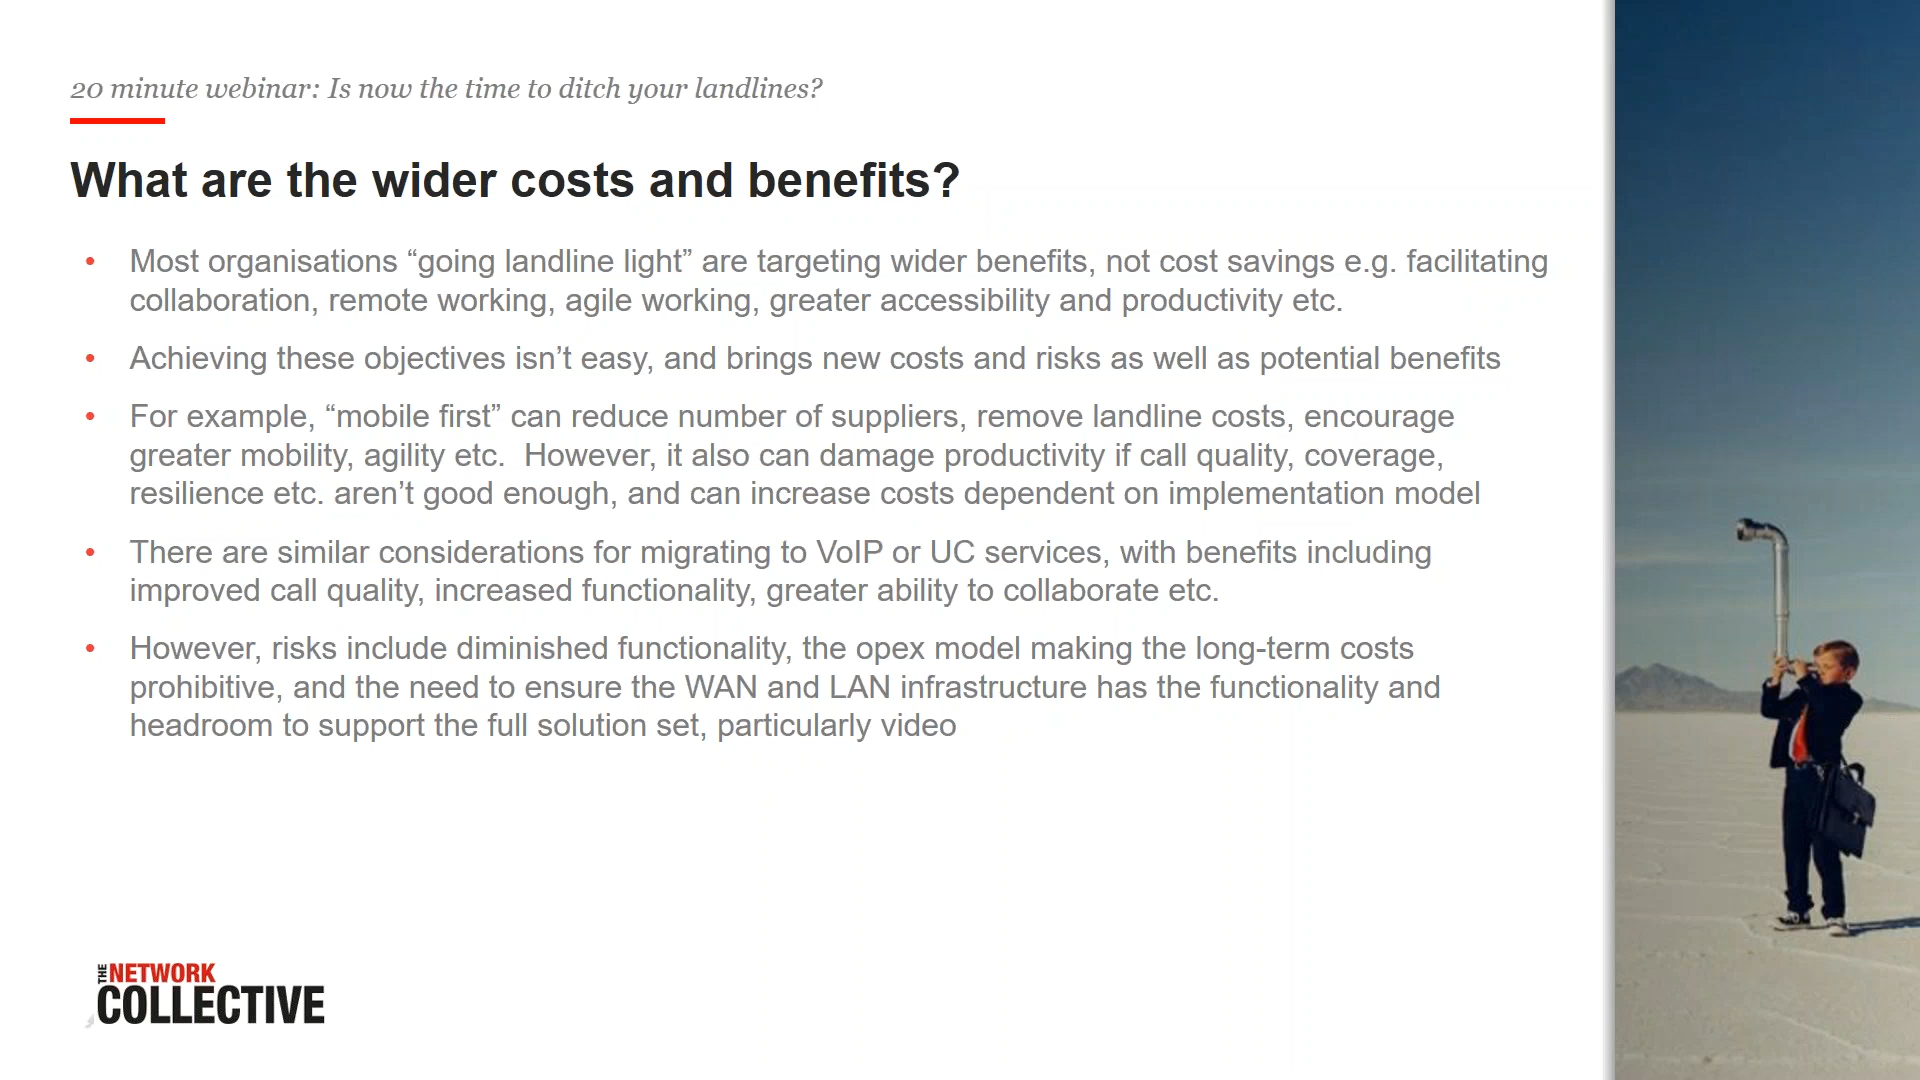 20 minute webinar: Is now the time to ditch your landlines?
What are the wider costs and benefits?
• Most organisations “going landline light” are targeting wider benefits, not cost savings e.g. facilitating
collaboration, remote working, agile working, greater accessibility and productivity etc.
• Achieving these objectives isn’t easy, and brings new costs and risks as well as potential benefits
• For example, “mobile first” can reduce number of suppliers, remove landline costs, encourage
greater mobility, agility etc.  However, it also can damage productivity if call quality, coverage,
resilience etc. aren’t good enough, and can increase costs dependent on implementation model
• There are similar considerations for migrating to VoIP or UC services, with benefits including
improved call quality, increased functionality, greater ability to collaborate etc.
• However, risks include diminished functionality, the opex model making the long-term costs
prohibitive, and the need to ensure the WAN and LAN infrastructure has the functionality and
headroom to support the full solution set, particularly video
THE NETWORK
COLLECTIVE